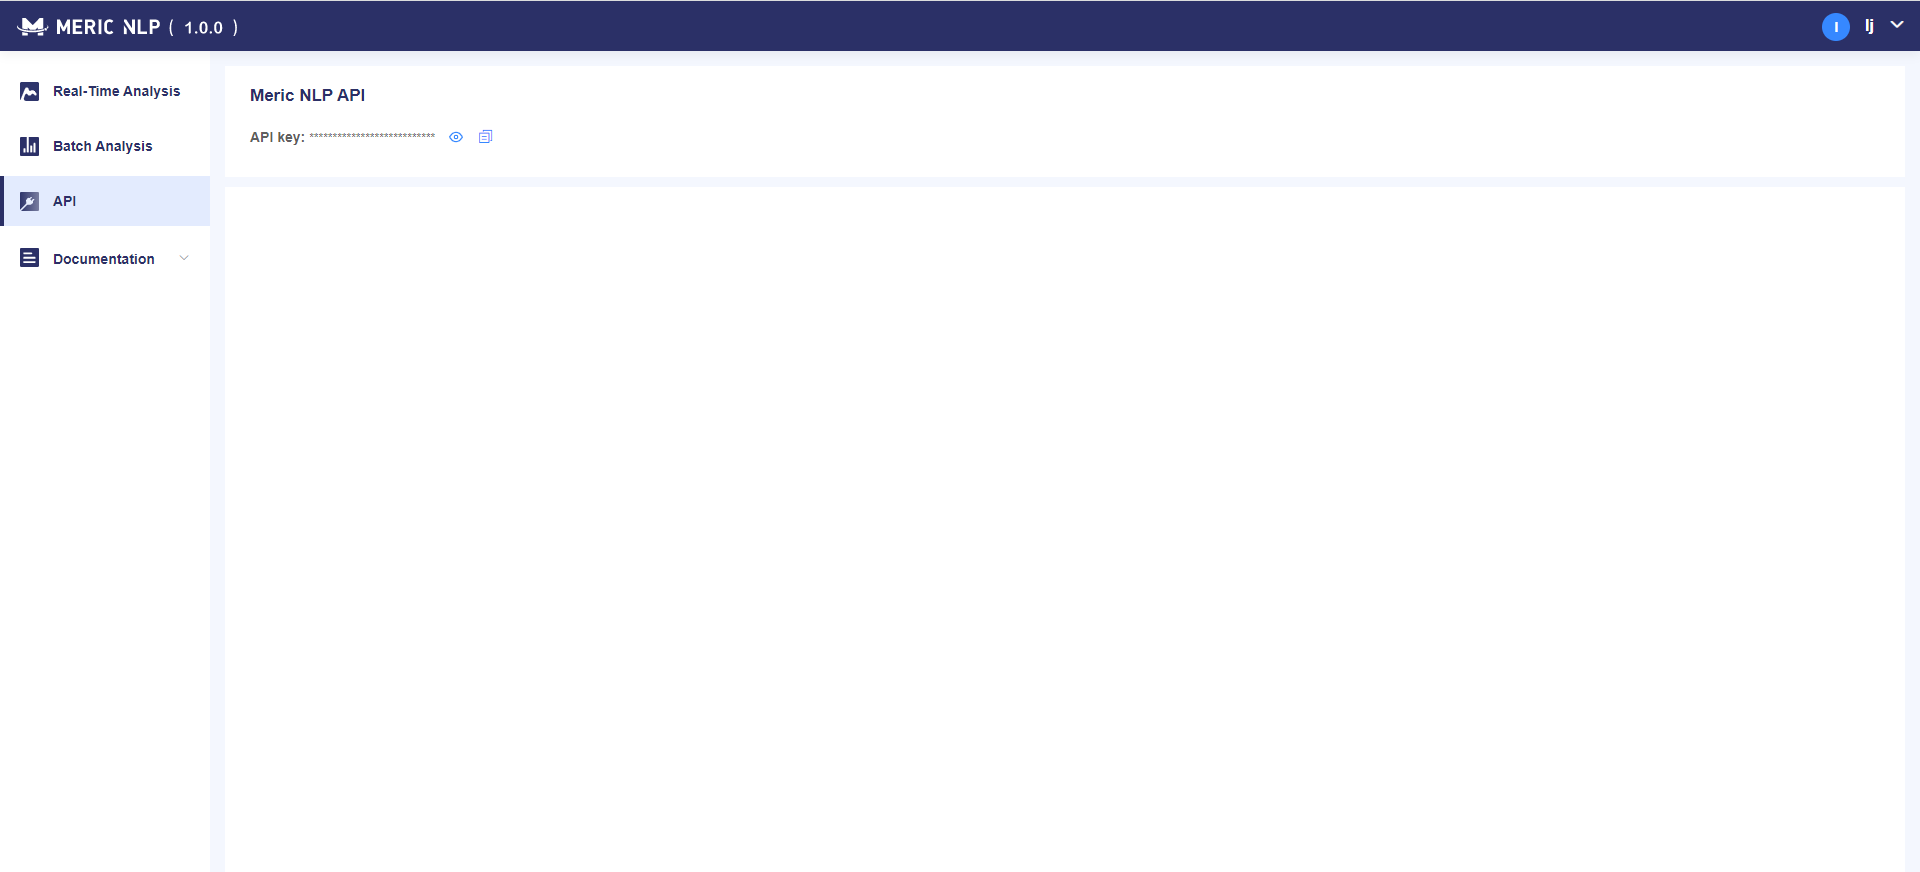 MERIC NLP ( 1.0.0 )
I lj
Real-Time Analysis
Batch Analysis
API
Documentation
Meric NLP API
API key: ***************************